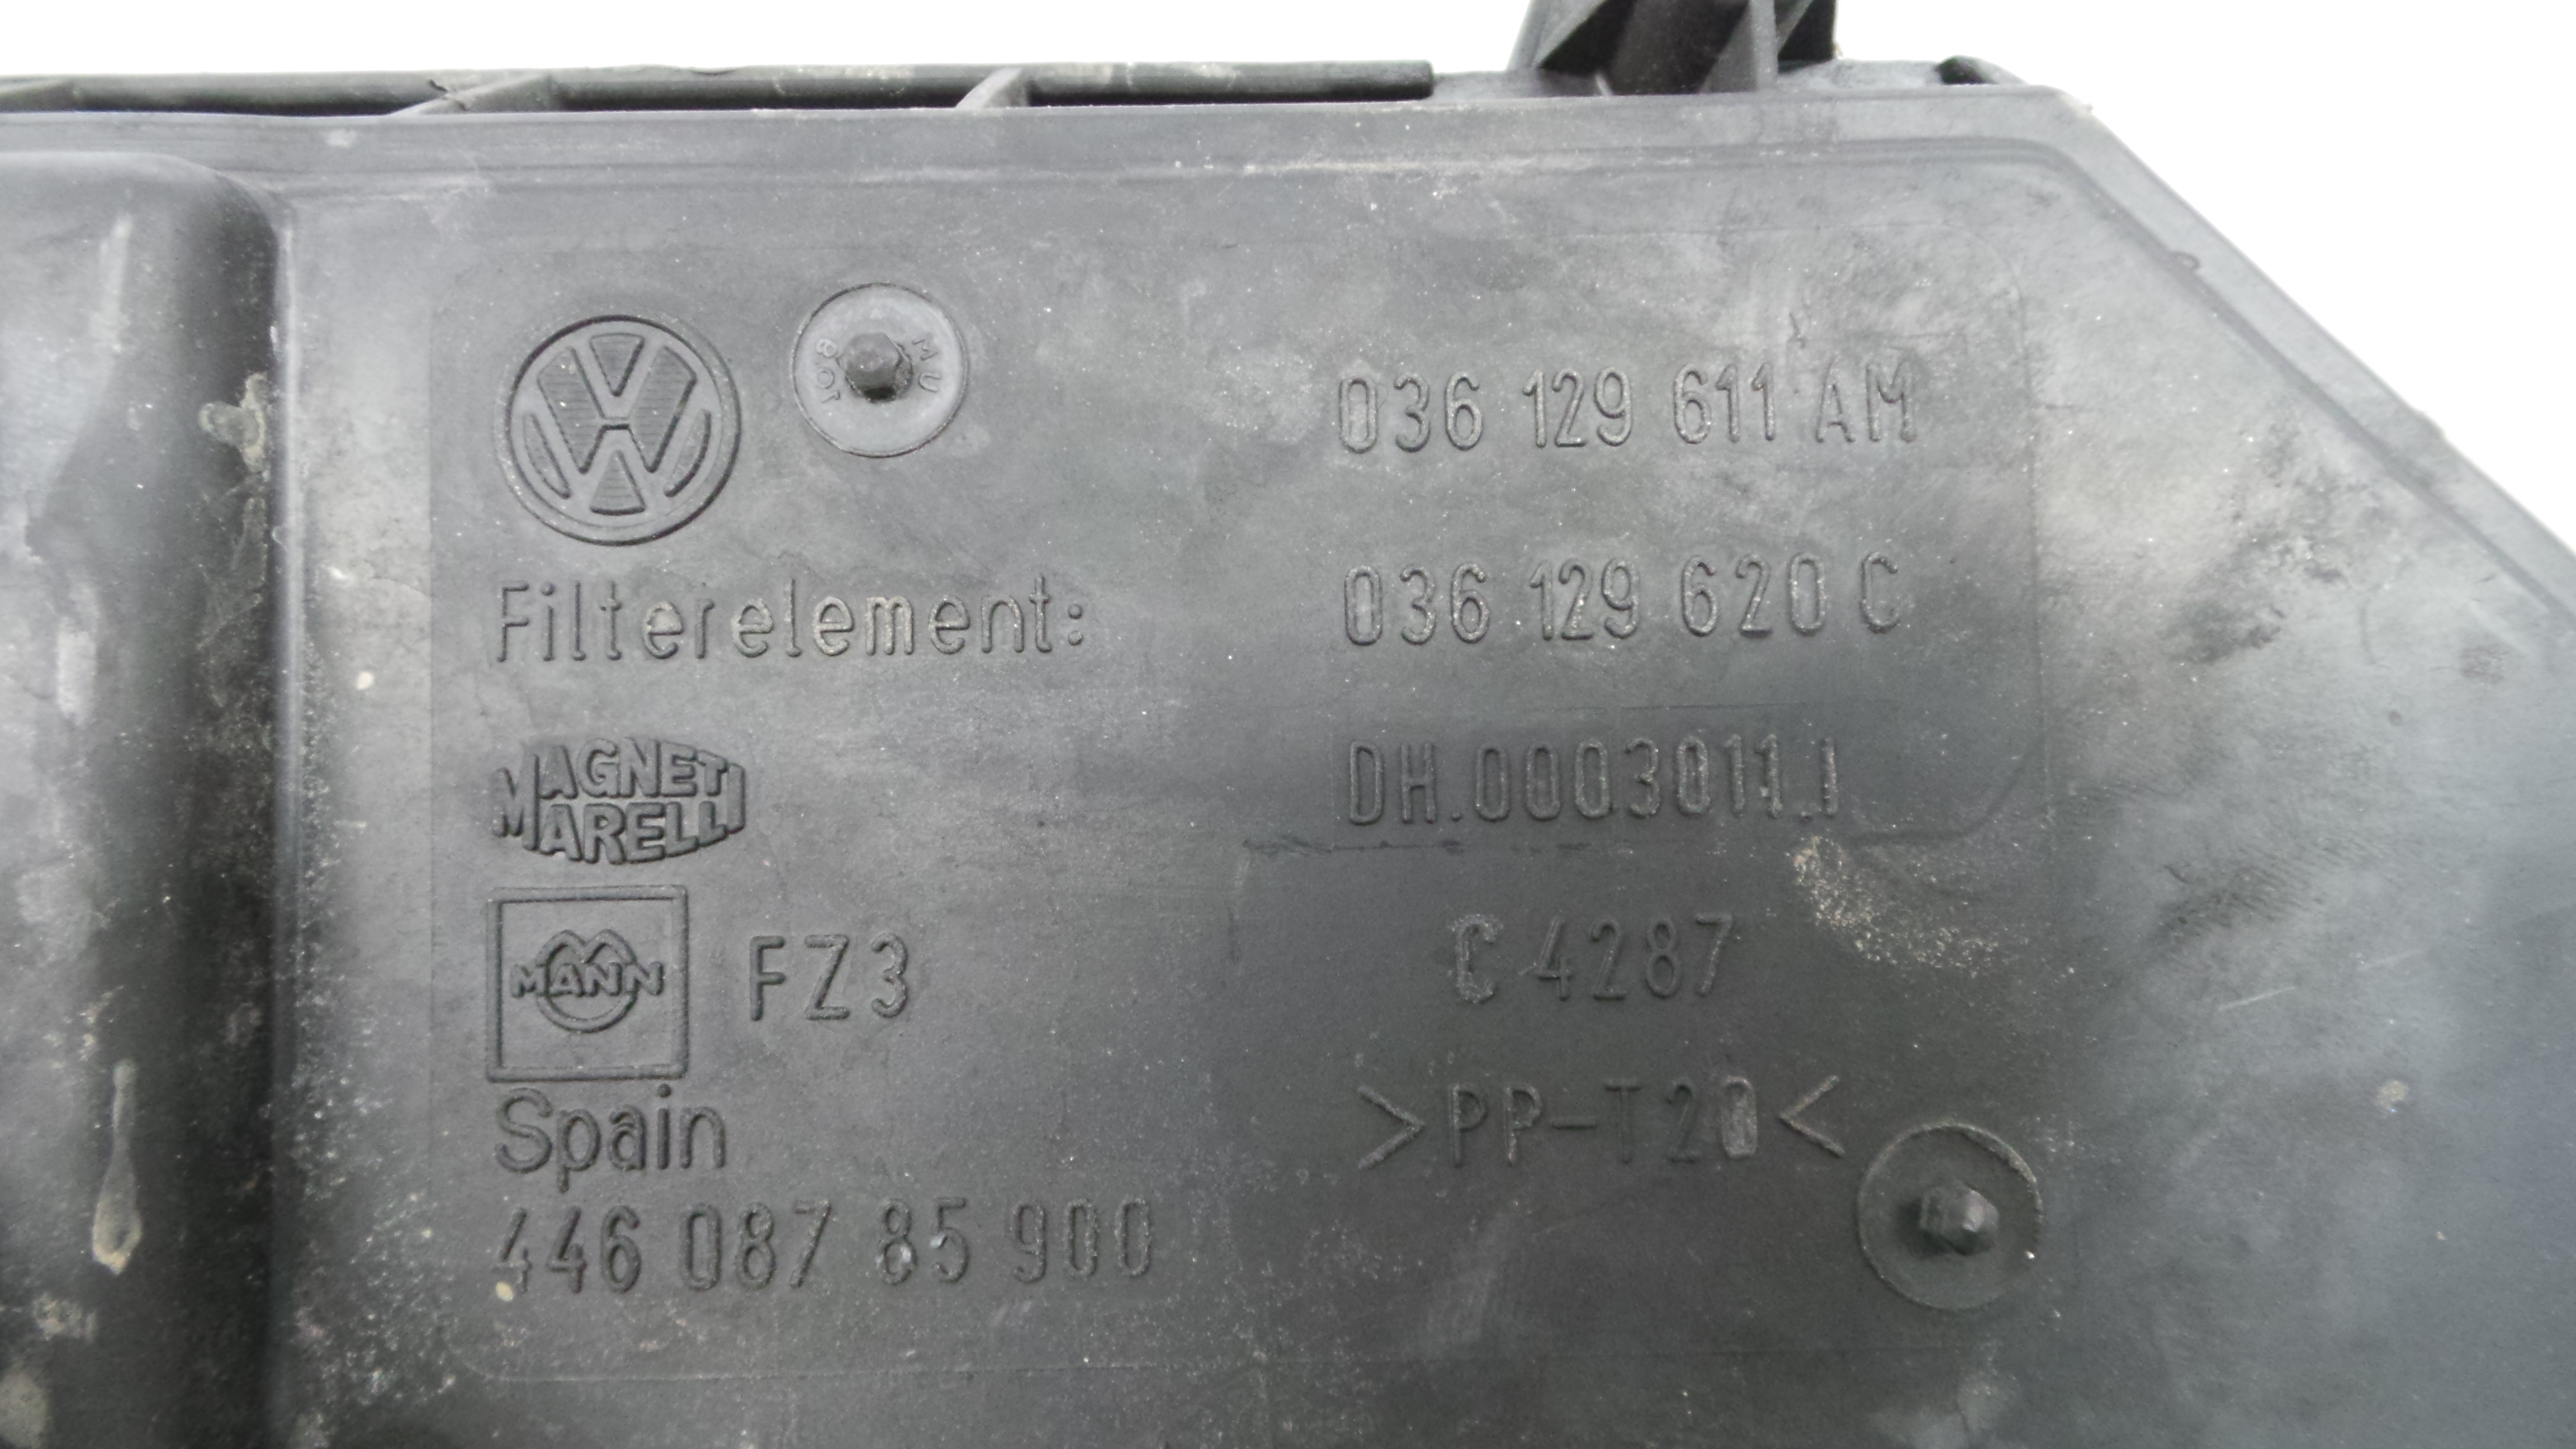 036 129 611 AM
Filterelement: 036 129 620 C
MAGNETI MARELLI DH.0003011.1
MANN FZ3 C 4287
Spain >PP-T20<
446 087 85 900